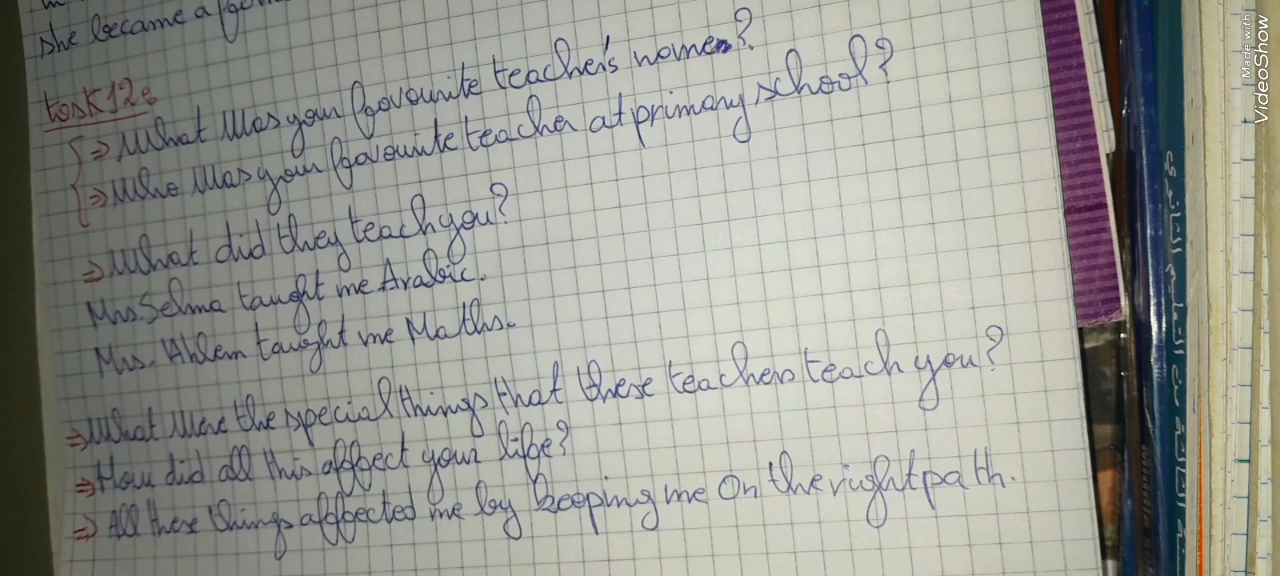 she became a
task 12:
⇒ What was your favourite teacher's name?
⇒ Who was your favourite teacher at primary school?
⇒ What did they teach you?
Mrs Selma taught me Arabic.
Mrs. Ahlem taught me Maths.
⇒ What were the special things that these teachers teach you?
⇒ How did all this affect your life?
⇒ All these things affected me by keeping me on the right path.
Made with
VideoShow